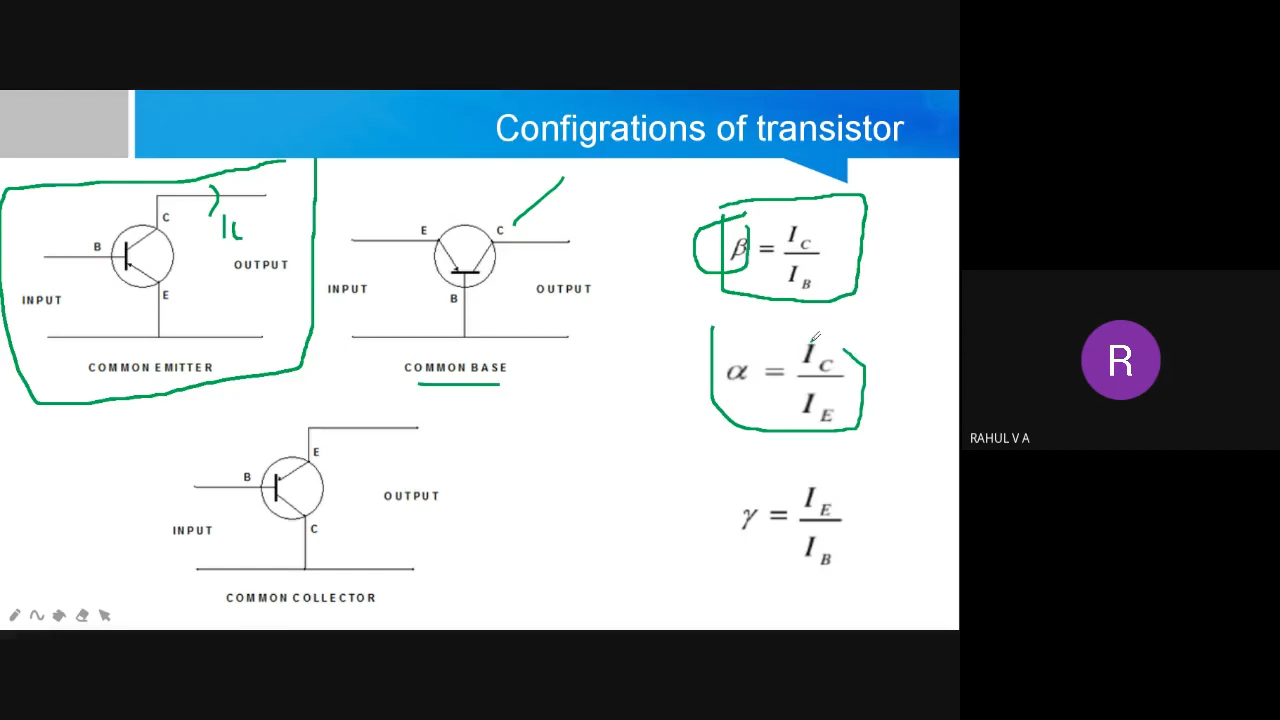 Configrations of transistor
C
B
E
INPUT
OUTPUT
COMMON EMITTER
E
C
B
INPUT
OUTPUT
COMMON BASE
B
E
C
INPUT
OUTPUT
COMMON COLLECTOR
β = I_C / I_B
α = I_C / I_E
γ = I_E / I_B
R
RAHUL V A